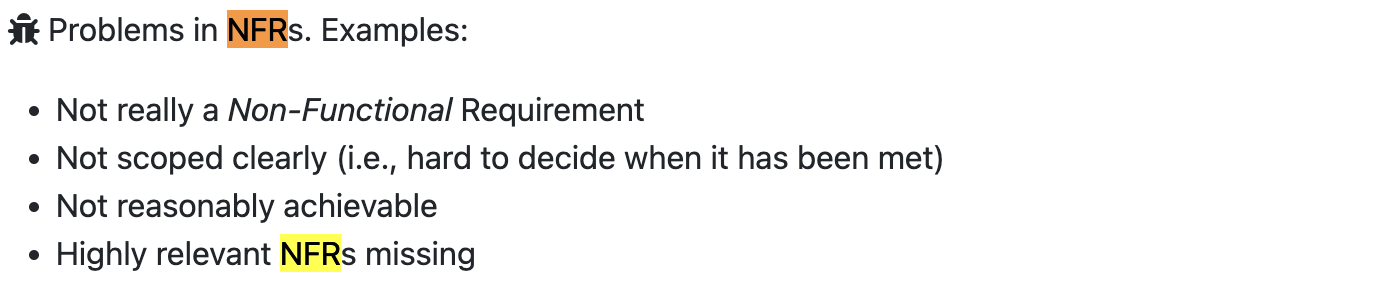 Problems in NFRs. Examples:
• Not really a Non-Functional Requirement
• Not scoped clearly (i.e., hard to decide when it has been met)
• Not reasonably achievable
• Highly relevant NFRs missing